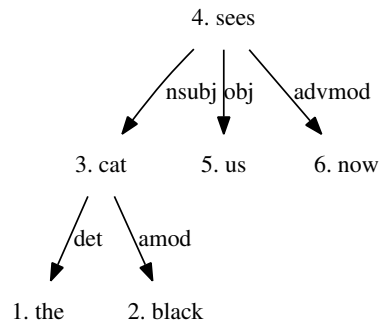 4. sees
nsubj obj advmod
3. cat 5. us 6. now
det amod
1. the 2. black